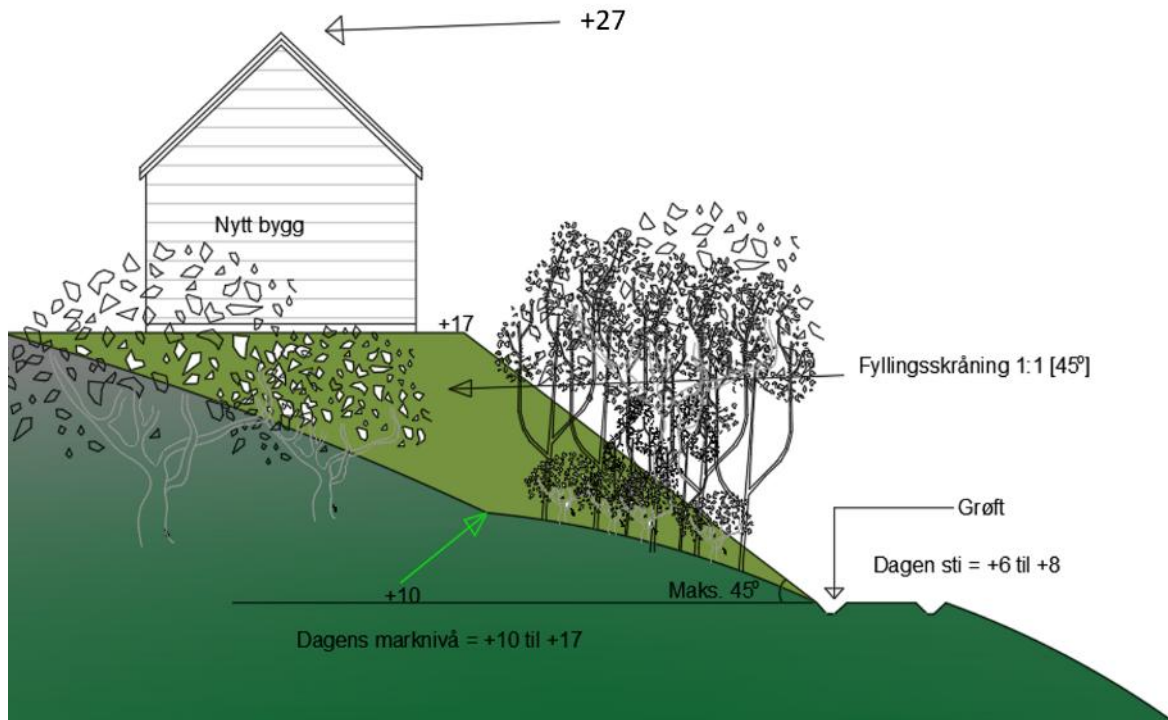 +27
Nytt bygg
+17
Fyllingsskråning 1:1 [45º]
Grøft
Dagen sti = +6 til +8
Maks. 45º
+10
Dagens marknivå = +10 til +17